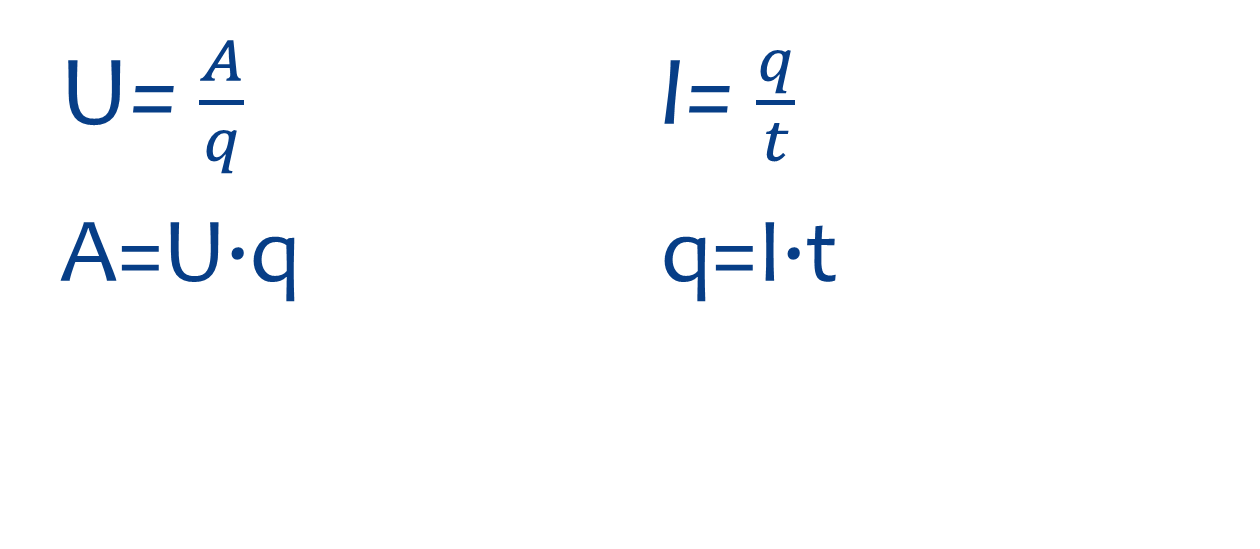 U= A/q
I= q/t
A=U·q
q=I·t